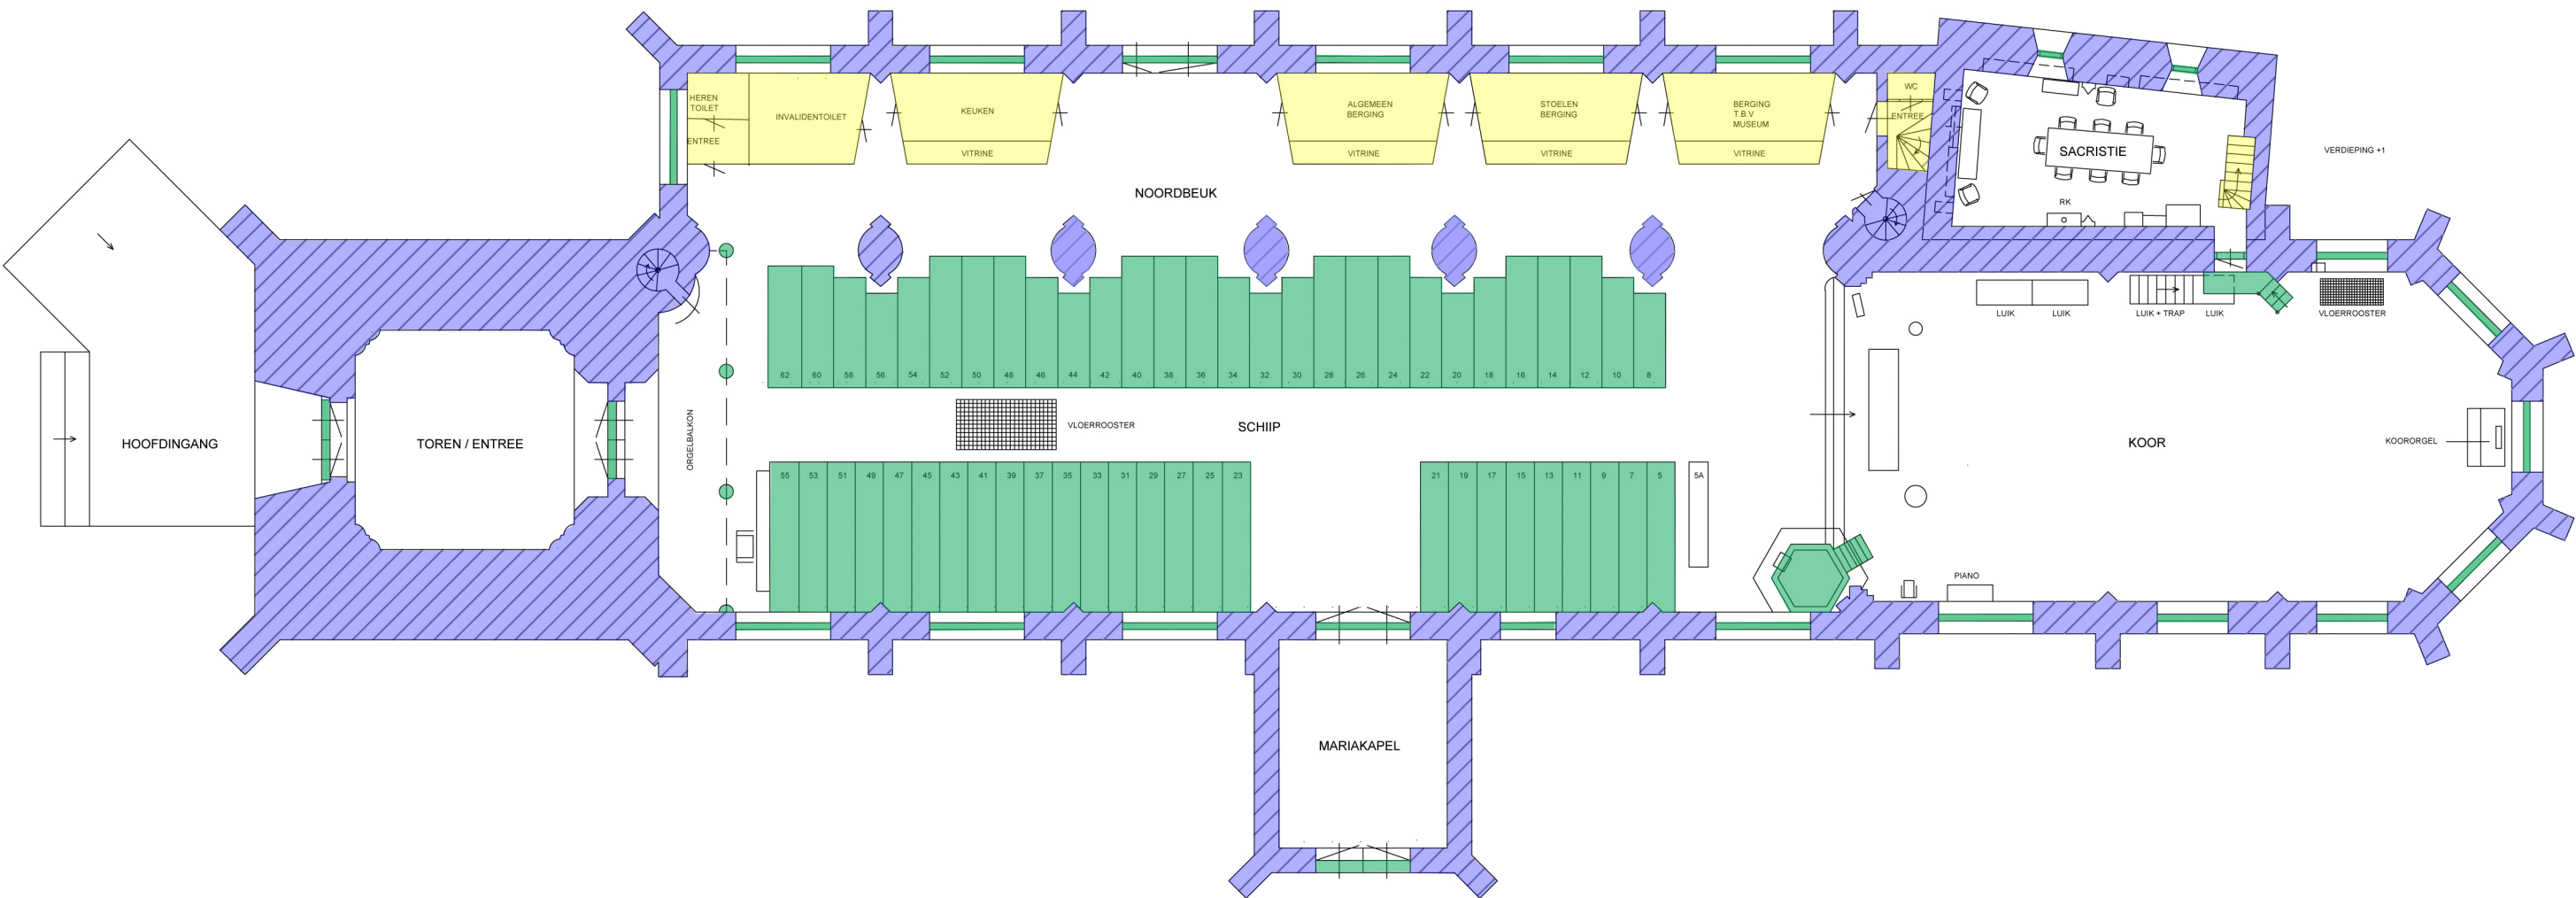 HEREN
TOILET
ENTREE
INVALIDENTOILET
KEUKEN
VITRINE
ALGEMEEN
BERGING
VITRINE
STOELEN
BERGING
VITRINE
BERGING
T.B.V
MUSEUM
VITRINE
WC
ENTREE
SACRISTIE
RK
VERDIEPING +1
NOORDBEUK
LUIK
LUIK
LUIK + TRAP
LUIK
VLOERROOSTER
62 60 58 56 54 52 50 48 46 44 42 40 38 36 34 32 30 28 26 24 22 20 18 16 14 12 10 8
HOOFDINGANG
TOREN / ENTREE
ORGELBALKON
VLOERROOSTER
SCHIIP
KOOR
KOORORGEL
55 53 51 49 47 45 43 41 39 37 35 33 31 29 27 25 23
21 19 17 15 13 11 9 7 5
5A
PIANO
MARIAKAPEL